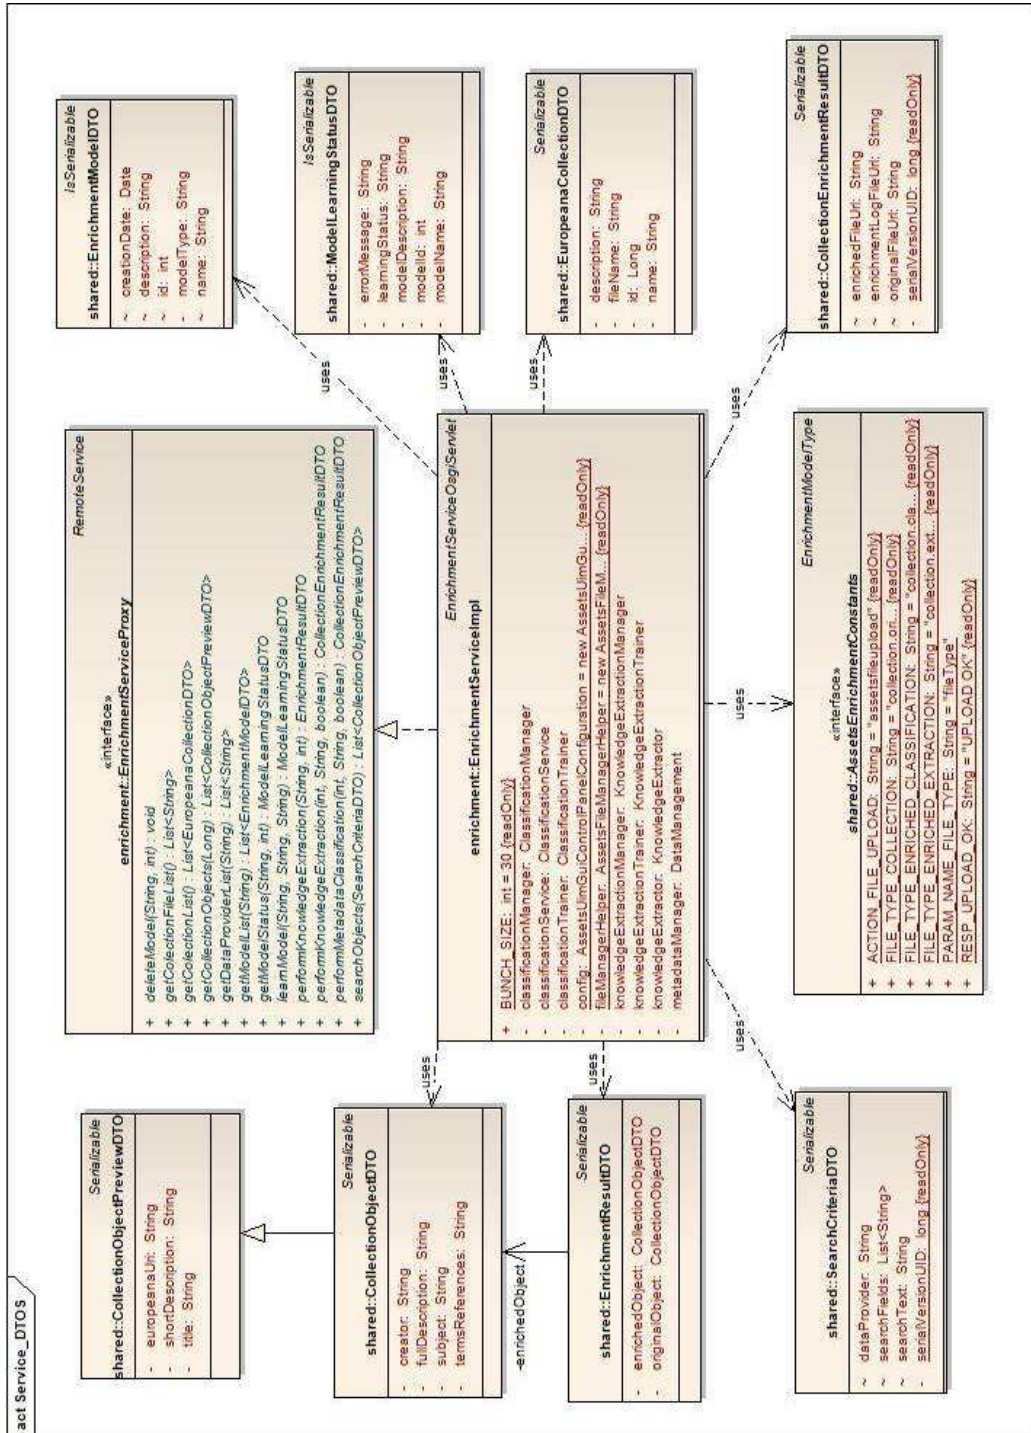 act Service_DTOS
Serializable
shared::CollectionObjectPreviewDTO
- europeanaUri: String
- shortDescription: String
- title: String
Serializable
shared::CollectionObjectDTO
- creator: String
- fullDescription: String
- subject: String
- termsReferences: String
-enrichedObject
Serializable
shared::EnrichmentResultDTO
- enrichedObject: CollectionObjectDTO
- originalObject: CollectionObjectDTO
Serializable
shared::SearchCriteriaDTO
~ dataProvider: String
~ searchFields: List<String>
~ searchText: String
- serialVersionUID: long {readOnly}
uses
uses
uses
RemoteService
«interface»
enrichment::EnrichmentServiceProxy
+ deleteModel(String, int) : void
+ getCollectionFileList() : List<String>
+ getCollectionList() : List<EuropeanaCollectionDTO>
+ getCollectionObjects(Long) : List<CollectionObjectPreviewDTO>
+ getDataProviderList(String) : List<String>
+ getModelList(String) : List<EnrichmentModelDTO>
+ getModelStatus(String, int) : ModelLearningStatusDTO
+ learnModel(String, String, String) : ModelLearningStatusDTO
+ performKnowledgeExtraction(String, int) : EnrichmentResultDTO
+ performKnowledgeExtraction(int, String, boolean) : CollectionEnrichmentResultDTO
+ performMetadataClassification(int, String, boolean) : CollectionEnrichmentResultDTO
+ searchObjects(SearchCriteriaDTO) : List<CollectionObjectPreviewDTO>
EnrichmentServiceOsgiServlet
enrichment::EnrichmentServiceImpl
+ BUNCH_SIZE: int = 30 {readOnly}
- classificationManager: ClassificationManager
- classificationService: ClassificationService
- classificationTrainer: ClassificationTrainer
- config: AssetsUimGuiControlPanelConfiguration = new AssetsUimGu... {readOnly}
- fileManagerHelper: AssetsFileManagerHelper = new AssetsFileM... {readOnly}
- knowledgeExtractionManager: KnowledgeExtractionManager
- knowledgeExtractionTrainer: KnowledgeExtractionTrainer
- knowledgeExtractor: KnowledgeExtractor
- metadataManager: DataManagement
uses
EnrichmentModelType
«interface»
shared::AssetsEnrichmentConstants
+ ACTION_FILE_UPLOAD: String = "assetsfileupload" {readOnly}
+ FILE_TYPE_COLLECTION: String = "collection.ori... {readOnly}
+ FILE_TYPE_ENRICHED_CLASSIFICATION: String = "collection.cla... {readOnly}
+ FILE_TYPE_ENRICHED_EXTRACTION: String = "collection.ext... {readOnly}
+ PARAM_NAME_FILE_TYPE: String = "fileType"
+ RESP_UPLOAD_OK: String = "UPLOAD OK" {readOnly}
uses
uses
uses
uses
IsSerializable
shared::EnrichmentModelDTO
~ creationDate: Date
~ description: String
~ id: int
- modelType: String
~ name: String
IsSerializable
shared::ModelLearningStatusDTO
- errorMessage: String
- learningStatus: String
- modelDescription: String
- modelId: int
- modelName: String
Serializable
shared::EuropeanaCollectionDTO
- description: String
- fileName: String
- id: Long
- name: String
Serializable
shared::CollectionEnrichmentResultDTO
~ enrichedFileUri: String
~ enrichmentLogFileUri: String
~ originalFileUri: String
- serialVersionUID: long {readOnly}